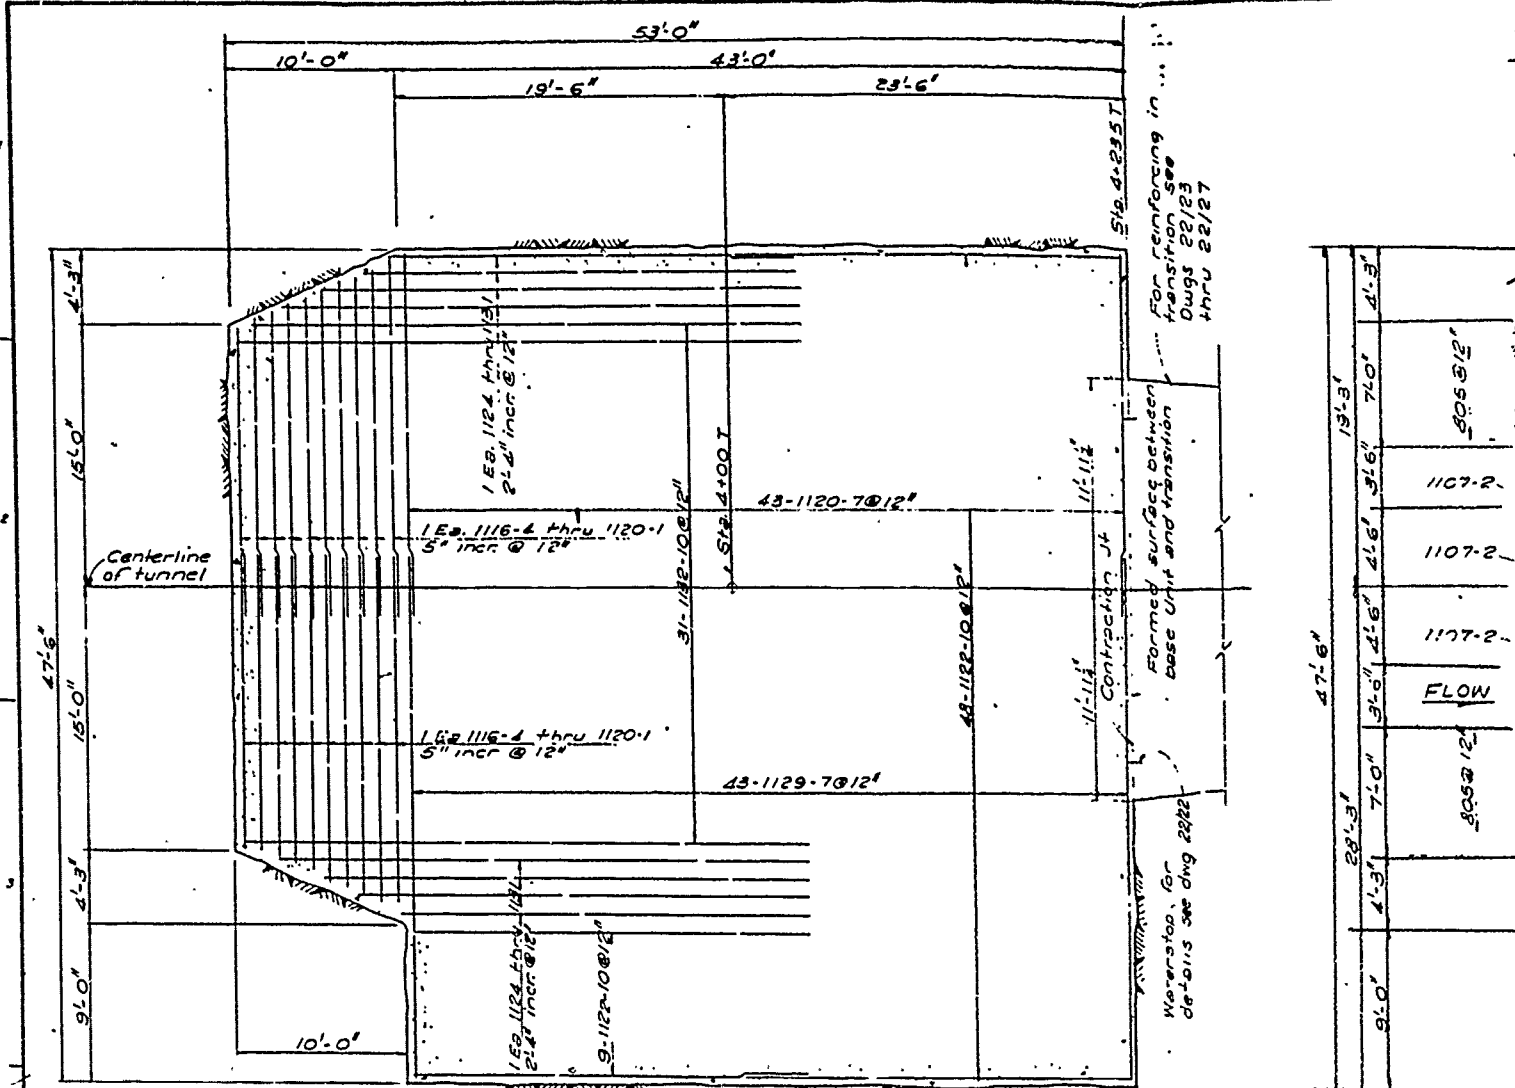 53'-0"
10'-0"
43'-0"
19'-6"
23'-6"
Sta. 4+23.5 T
For reinforcing in
transition see
Dwgs 22/23
thru 22/27
4'-3"
15'-0"
47'-6"
15'-0"
4'-3"
9'-0"
Centerline
of tunnel
1 Ea. 1124 thru 1131
2'-4" incr. @ 12"
1 Ea. 1116-4 thru 1120-1
5" incr. @ 12"
31-1132-10@12"
Sta. 4+00 T
43-1120-7@12"
48-1122-10@12"
11'-11½"
11'-11½"
Contraction Jt
Formed surface between
base unit and transition
1 Ea 1116-4 thru 1120-1
5" incr @ 12"
43-1129-7@12"
1 Ea. 1124 thru
2'-4" incr. @ 12"
9-1122-10@12"
10'-0"
Waterstop, for
details see dwg 22/22
4'-3"
7'-0"
19'-3"
3'-6"
4'-6"
47'-6"
4'-6"
3'-6"
7'-0"
28'-3"
4'-3"
9'-0"
805@12"
1107-2
1107-2
1107-2
FLOW
805@12"